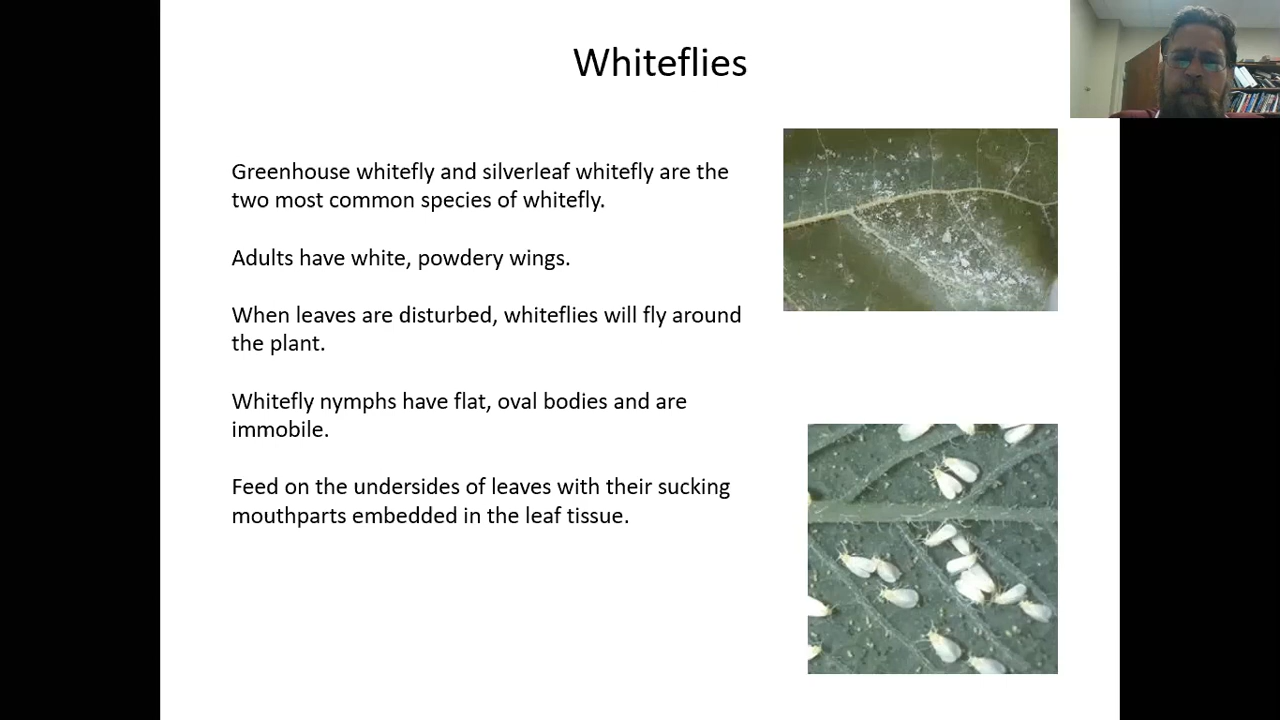 Whiteflies
Greenhouse whitefly and silverleaf whitefly are the
two most common species of whitefly.
Adults have white, powdery wings.
When leaves are disturbed, whiteflies will fly around
the plant.
Whitefly nymphs have flat, oval bodies and are
immobile.
Feed on the undersides of leaves with their sucking
mouthparts embedded in the leaf tissue.